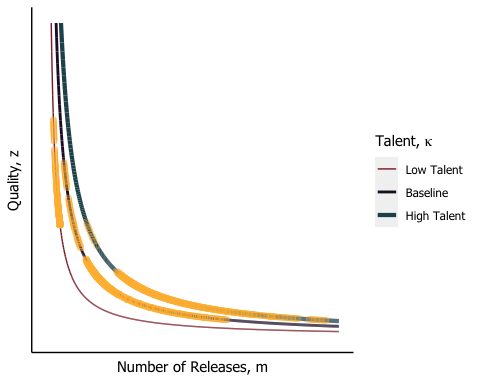 Quality, z
Number of Releases, m
Talent, κ
Low Talent
Baseline
High Talent